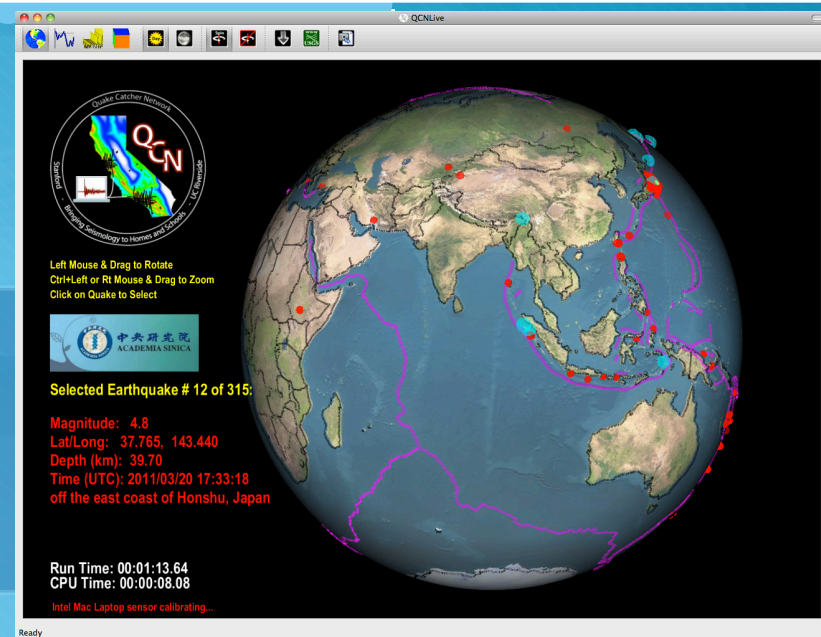 QCNLive
Quake Catcher Network
QCN
Stanford - Bringing Seismology to Homes and Schools - UC Riverside
Left Mouse & Drag to Rotate
Ctrl+Left or Rt Mouse & Drag to Zoom
Click on Quake to Select
中央研究院
ACADEMIA SINICA
Selected Earthquake # 12 of 315:
Magnitude: 4.8
Lat/Long: 37.765, 143.440
Depth (km): 39.70
Time (UTC): 2011/03/20 17:33:18
off the east coast of Honshu, Japan
Run Time: 00:01:13.64
CPU Time: 00:00:08.08
Intel Mac Laptop sensor calibrating...
Ready